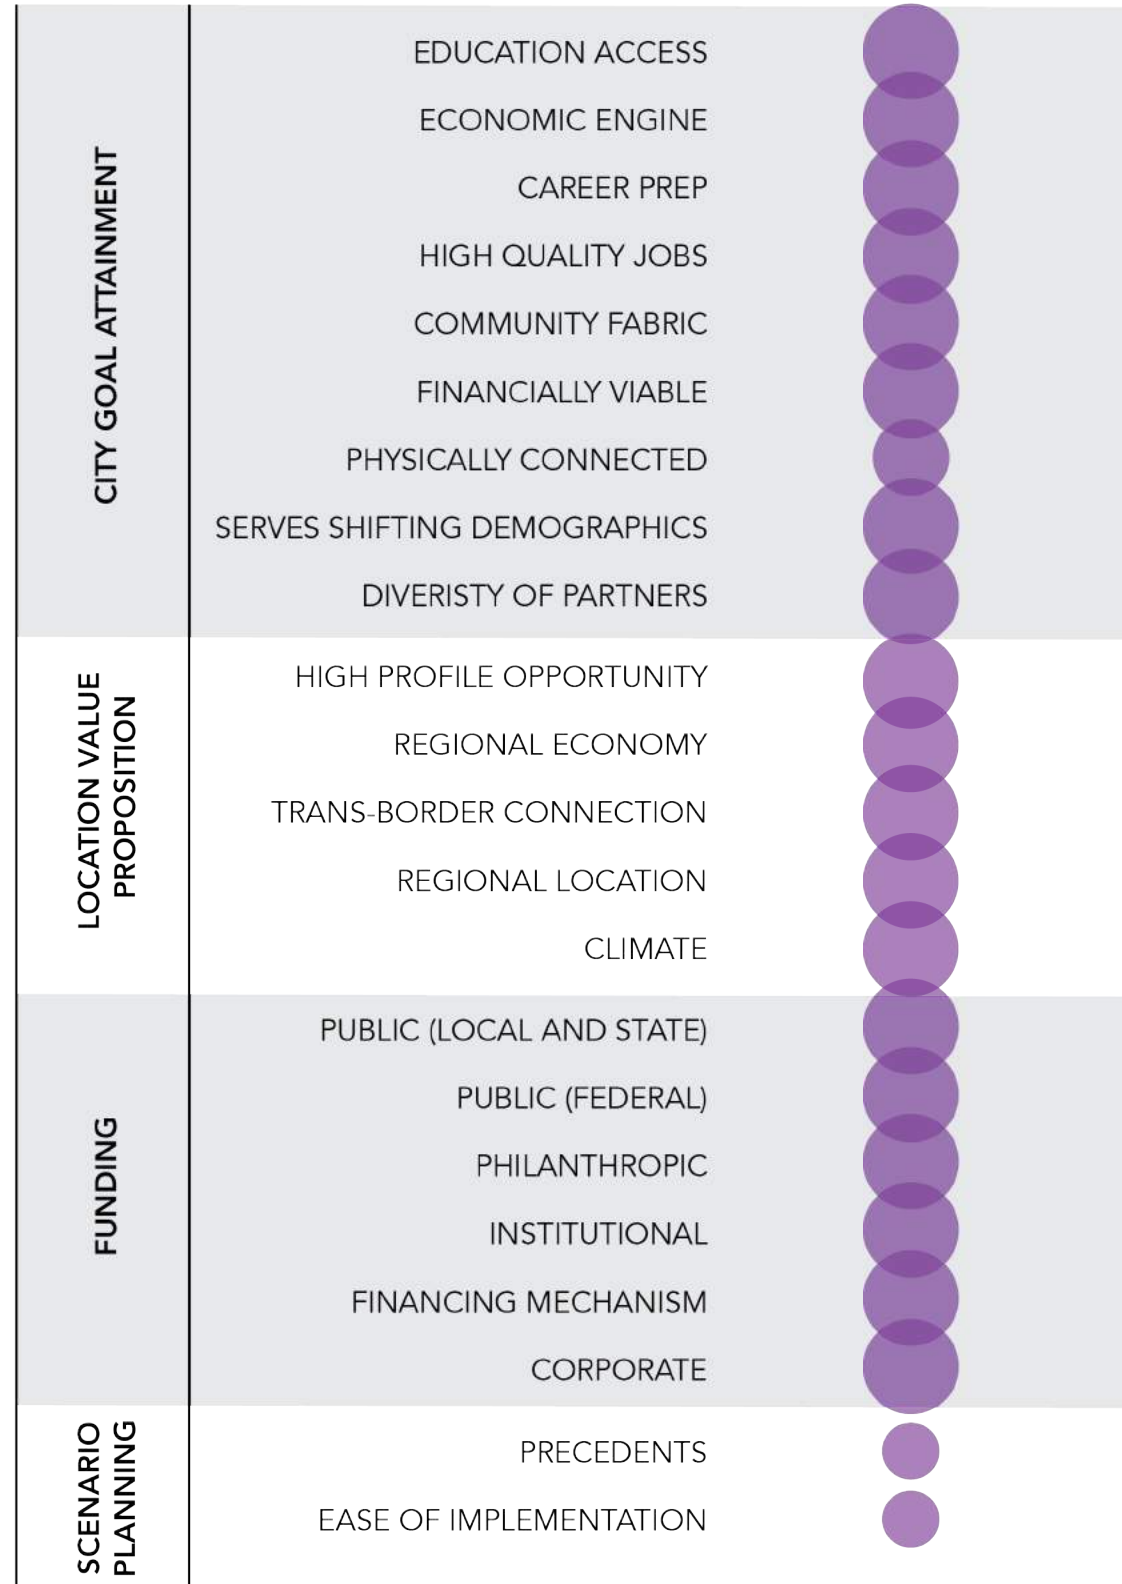 CITY GOAL ATTAINMENT
EDUCATION ACCESS
ECONOMIC ENGINE
CAREER PREP
HIGH QUALITY JOBS
COMMUNITY FABRIC
FINANCIALLY VIABLE
PHYSICALLY CONNECTED
SERVES SHIFTING DEMOGRAPHICS
DIVERISTY OF PARTNERS
LOCATION VALUE
PROPOSITION
HIGH PROFILE OPPORTUNITY
REGIONAL ECONOMY
TRANS-BORDER CONNECTION
REGIONAL LOCATION
CLIMATE
FUNDING
PUBLIC (LOCAL AND STATE)
PUBLIC (FEDERAL)
PHILANTHROPIC
INSTITUTIONAL
FINANCING MECHANISM
CORPORATE
SCENARIO
PLANNING
PRECEDENTS
EASE OF IMPLEMENTATION